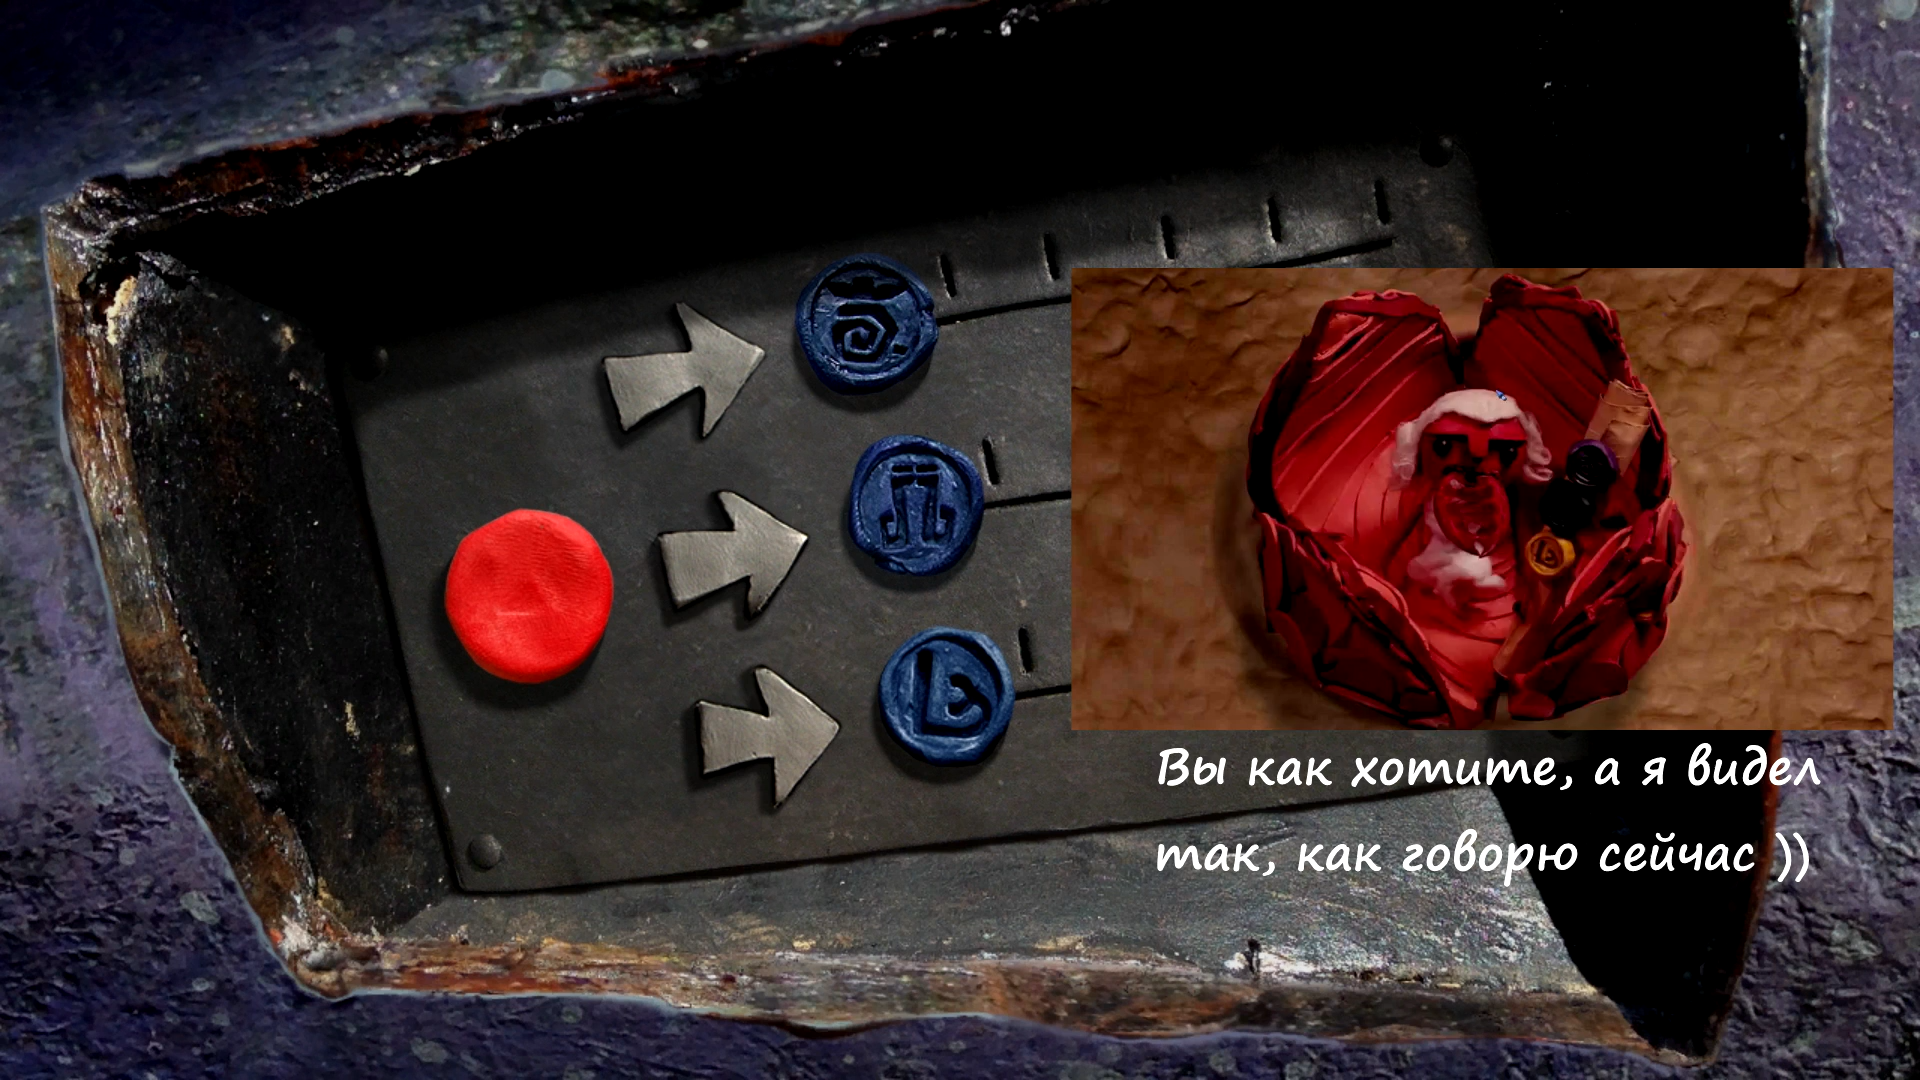 Вы как хотите, а я видел
так, как говорю сейчас ))